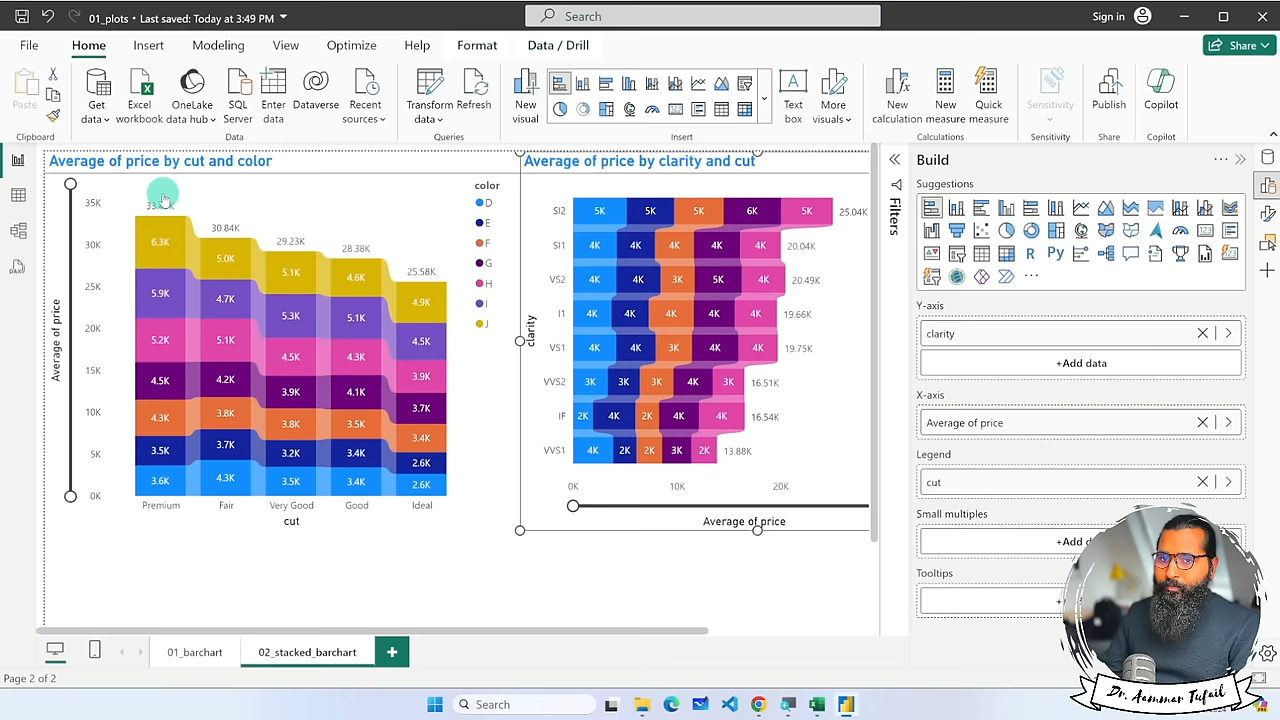 01_plots • Last saved: Today at 3:49 PM
Search
Sign in
File Home Insert Modeling View Optimize Help Format Data / Drill
Share
Paste
Get data
Excel workbook
OneLake data hub
SQL Server
Enter data
Dataverse
Recent sources
Transform data
Refresh
New visual
Text box
More visuals
New calculation
New measure
Quick measure
Sensitivity
Publish
Copilot
Clipboard
Data
Queries
Insert
Calculations
Sensitivity
Share
Copilot
Average of price by cut and color
35K
30K
25K
20K
15K
10K
5K
0K
Average of price
30.84K
29.23K
28.38K
25.58K
6.3K
5.9K
5.2K
4.5K
4.3K
3.5K
3.6K
5.0K
4.7K
5.1K
4.2K
3.8K
3.7K
4.3K
5.1K
5.3K
4.5K
3.9K
3.8K
3.2K
3.5K
4.6K
5.1K
4.3K
4.1K
3.5K
3.4K
3.4K
4.9K
4.5K
3.9K
3.7K
3.4K
2.6K
2.6K
Premium Fair Very Good Good Ideal
cut
color
D
E
F
G
H
I
J
Average of price by clarity and cut
clarity
SI2 5K 5K 5K 6K 5K 25.04K
SI1 4K 4K 4K 4K 4K 20.04K
VS2 4K 4K 3K 5K 4K 20.49K
I1 4K 4K 4K 4K 4K 19.66K
VS1 4K 4K 3K 4K 4K 19.75K
VVS2 3K 3K 3K 4K 3K 16.51K
IF 2K 4K 2K 4K 4K 16.54K
VVS1 4K 2K 2K 3K 2K 13.88K
0K 10K 20K
Average of price
Filters
Build
Suggestions
R
Py
123
Y-axis
clarity
+Add data
X-axis
Average of price
Legend
cut
Small multiples
+Add d
Tooltips
+
01_barchart
02_stacked_barchart
Page 2 of 2
Search
Dr. Aammar Tufail